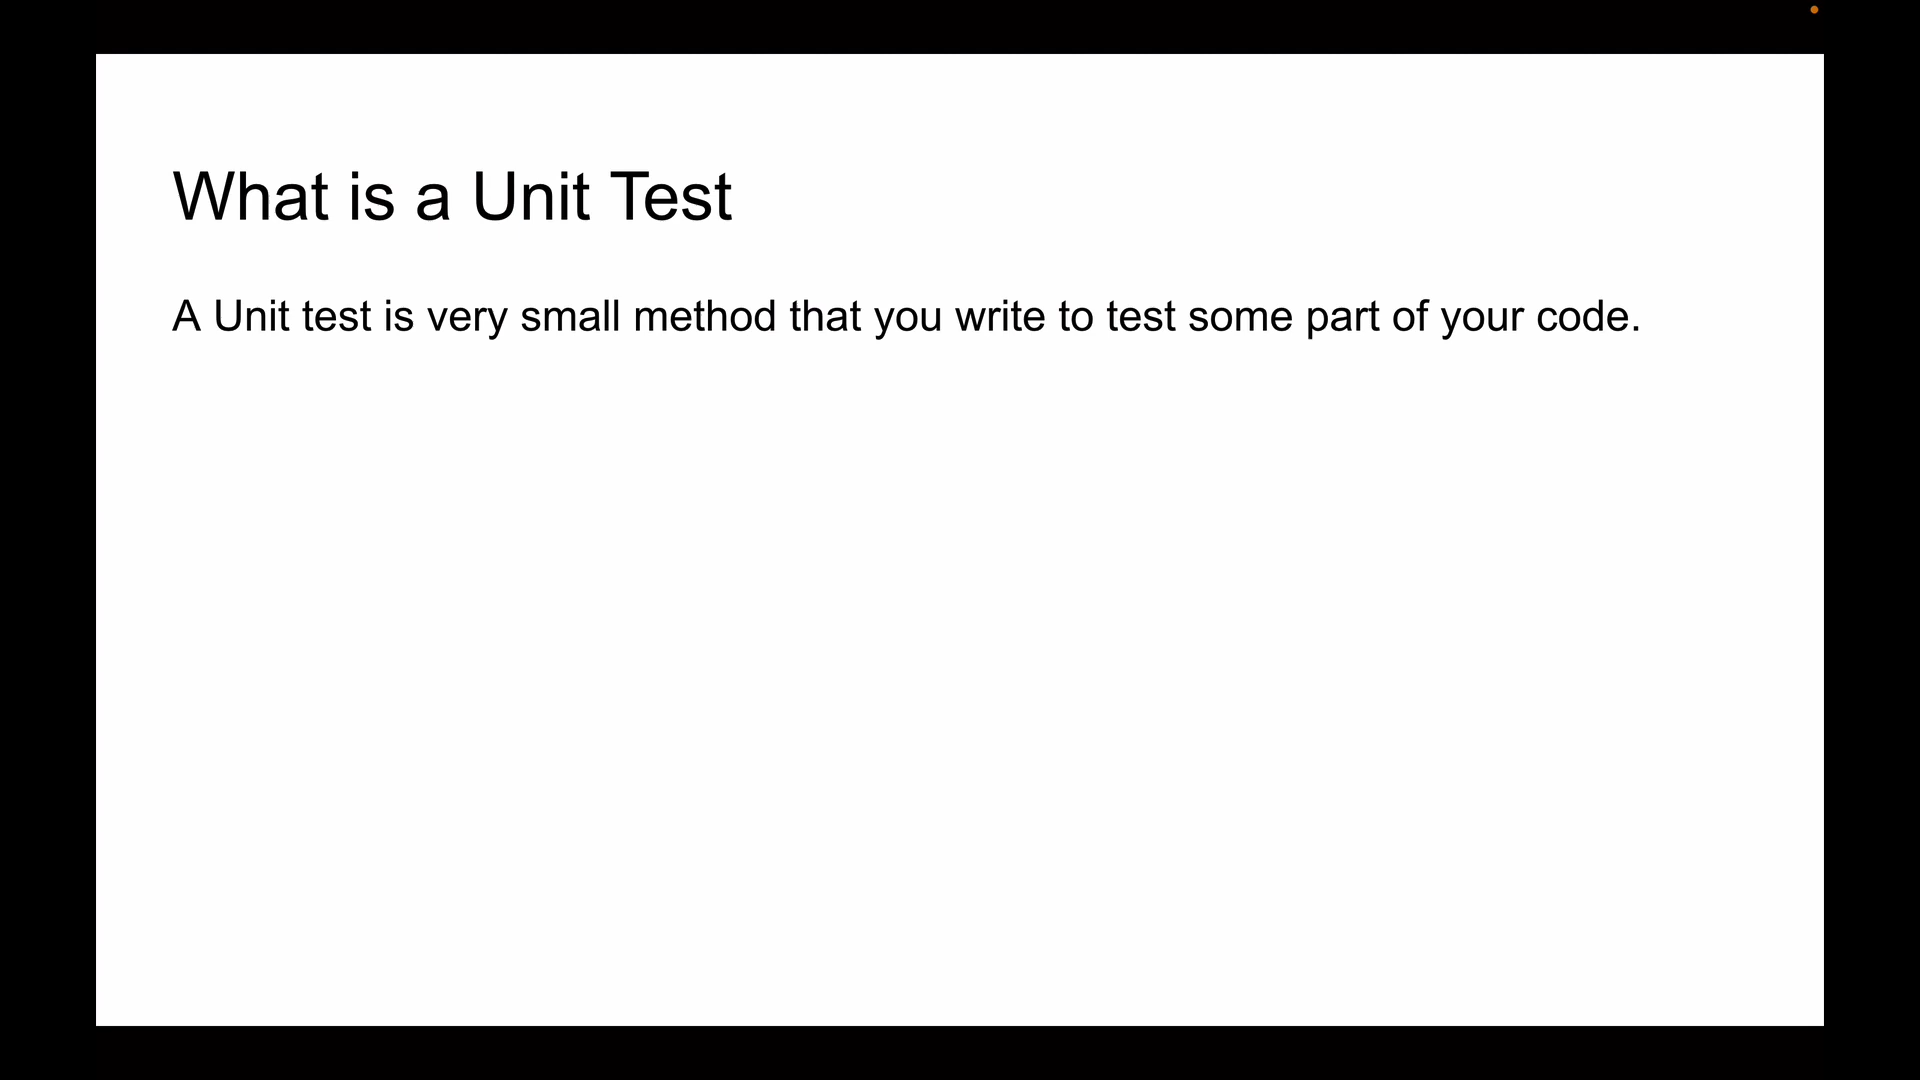 What is a Unit Test
A Unit test is very small method that you write to test some part of your code.